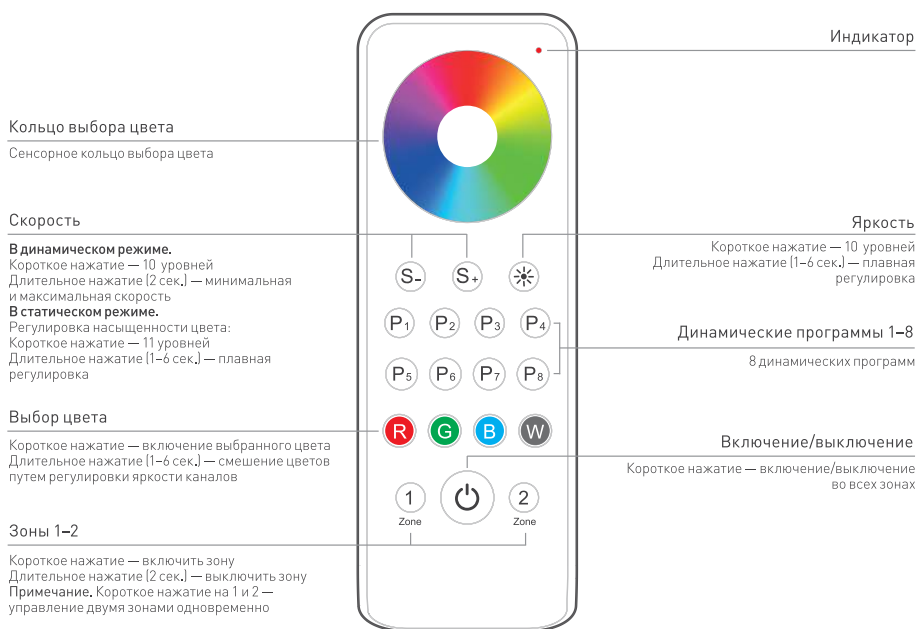 Индикатор
Кольцо выбора цвета
Сенсорное кольцо выбора цвета
Скорость
В динамическом режиме.
Короткое нажатие — 10 уровней
Длительное нажатие (2 сек.) — минимальная
и максимальная скорость
В статическом режиме.
Регулировка насыщенности цвета:
Короткое нажатие — 11 уровней
Длительное нажатие (1–6 сек.) — плавная
регулировка
Яркость
Короткое нажатие — 10 уровней
Длительное нажатие (1–6 сек.) — плавная
регулировка
S- S+
P1 P2 P3 P4
P5 P6 P7 P8
Динамические программы 1–8
8 динамических программ
Выбор цвета
Короткое нажатие — включение выбранного цвета
Длительное нажатие (1–6 сек.) — смешение цветов
путем регулировки яркости каналов
R G B W
Включение/выключение
Короткое нажатие — включение/выключение
во всех зонах
1 2
Zone Zone
Зоны 1–2
Короткое нажатие — включить зону
Длительное нажатие (2 сек.) — выключить зону
Примечание. Короткое нажатие на 1 и 2 —
управление двумя зонами одновременно